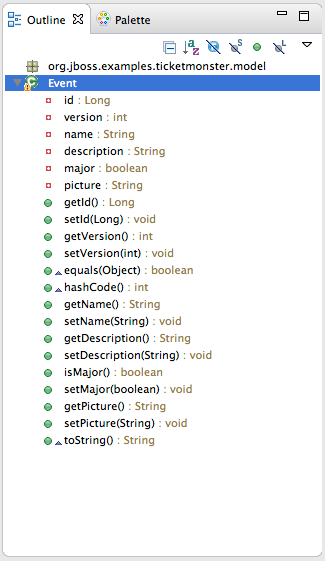 Outline Palette
org.jboss.examples.ticketmonster.model
Event
id : Long
version : int
name : String
description : String
major : boolean
picture : String
getId() : Long
setId(Long) : void
getVersion() : int
setVersion(int) : void
equals(Object) : boolean
hashCode() : int
getName() : String
setName(String) : void
getDescription() : String
setDescription(String) : void
isMajor() : boolean
setMajor(boolean) : void
getPicture() : String
setPicture(String) : void
toString() : String